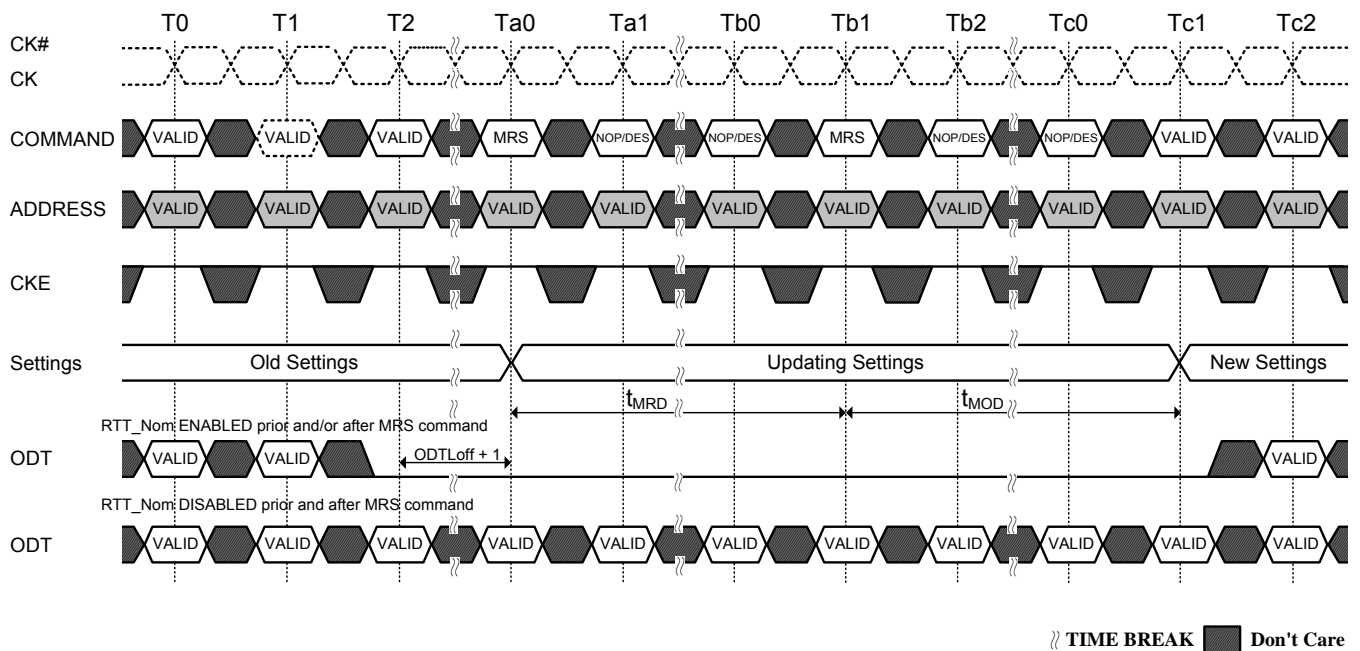 T0 T1 T2 Ta0 Ta1 Tb0 Tb1 Tb2 Tc0 Tc1 Tc2
CK#
CK
COMMAND VALID VALID VALID MRS NOP/DES NOP/DES MRS NOP/DES NOP/DES VALID VALID
ADDRESS VALID VALID VALID VALID VALID VALID VALID VALID VALID VALID VALID
CKE
Settings Old Settings Updating Settings New Settings
tMRD tMOD
RTT_Nom ENABLED prior and/or after MRS command
ODT VALID VALID ODTLoff + 1 VALID
RTT_Nom DISABLED prior and after MRS command
ODT VALID VALID VALID VALID VALID VALID VALID VALID VALID VALID VALID
TIME BREAK Don't Care